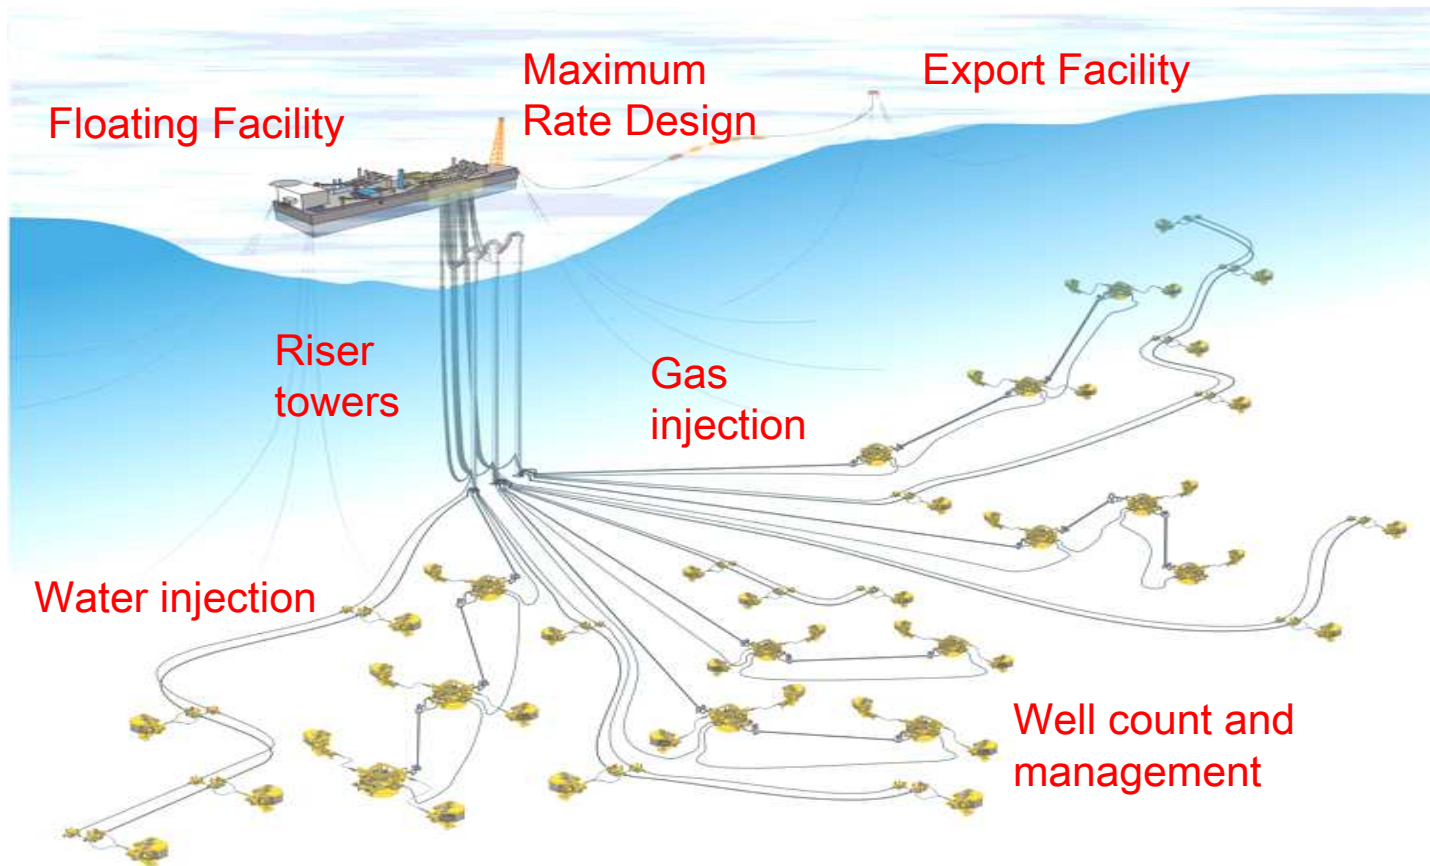 Maximum
Rate Design
Export Facility
Floating Facility
Riser
towers
Gas
injection
Water injection
Well count and
management